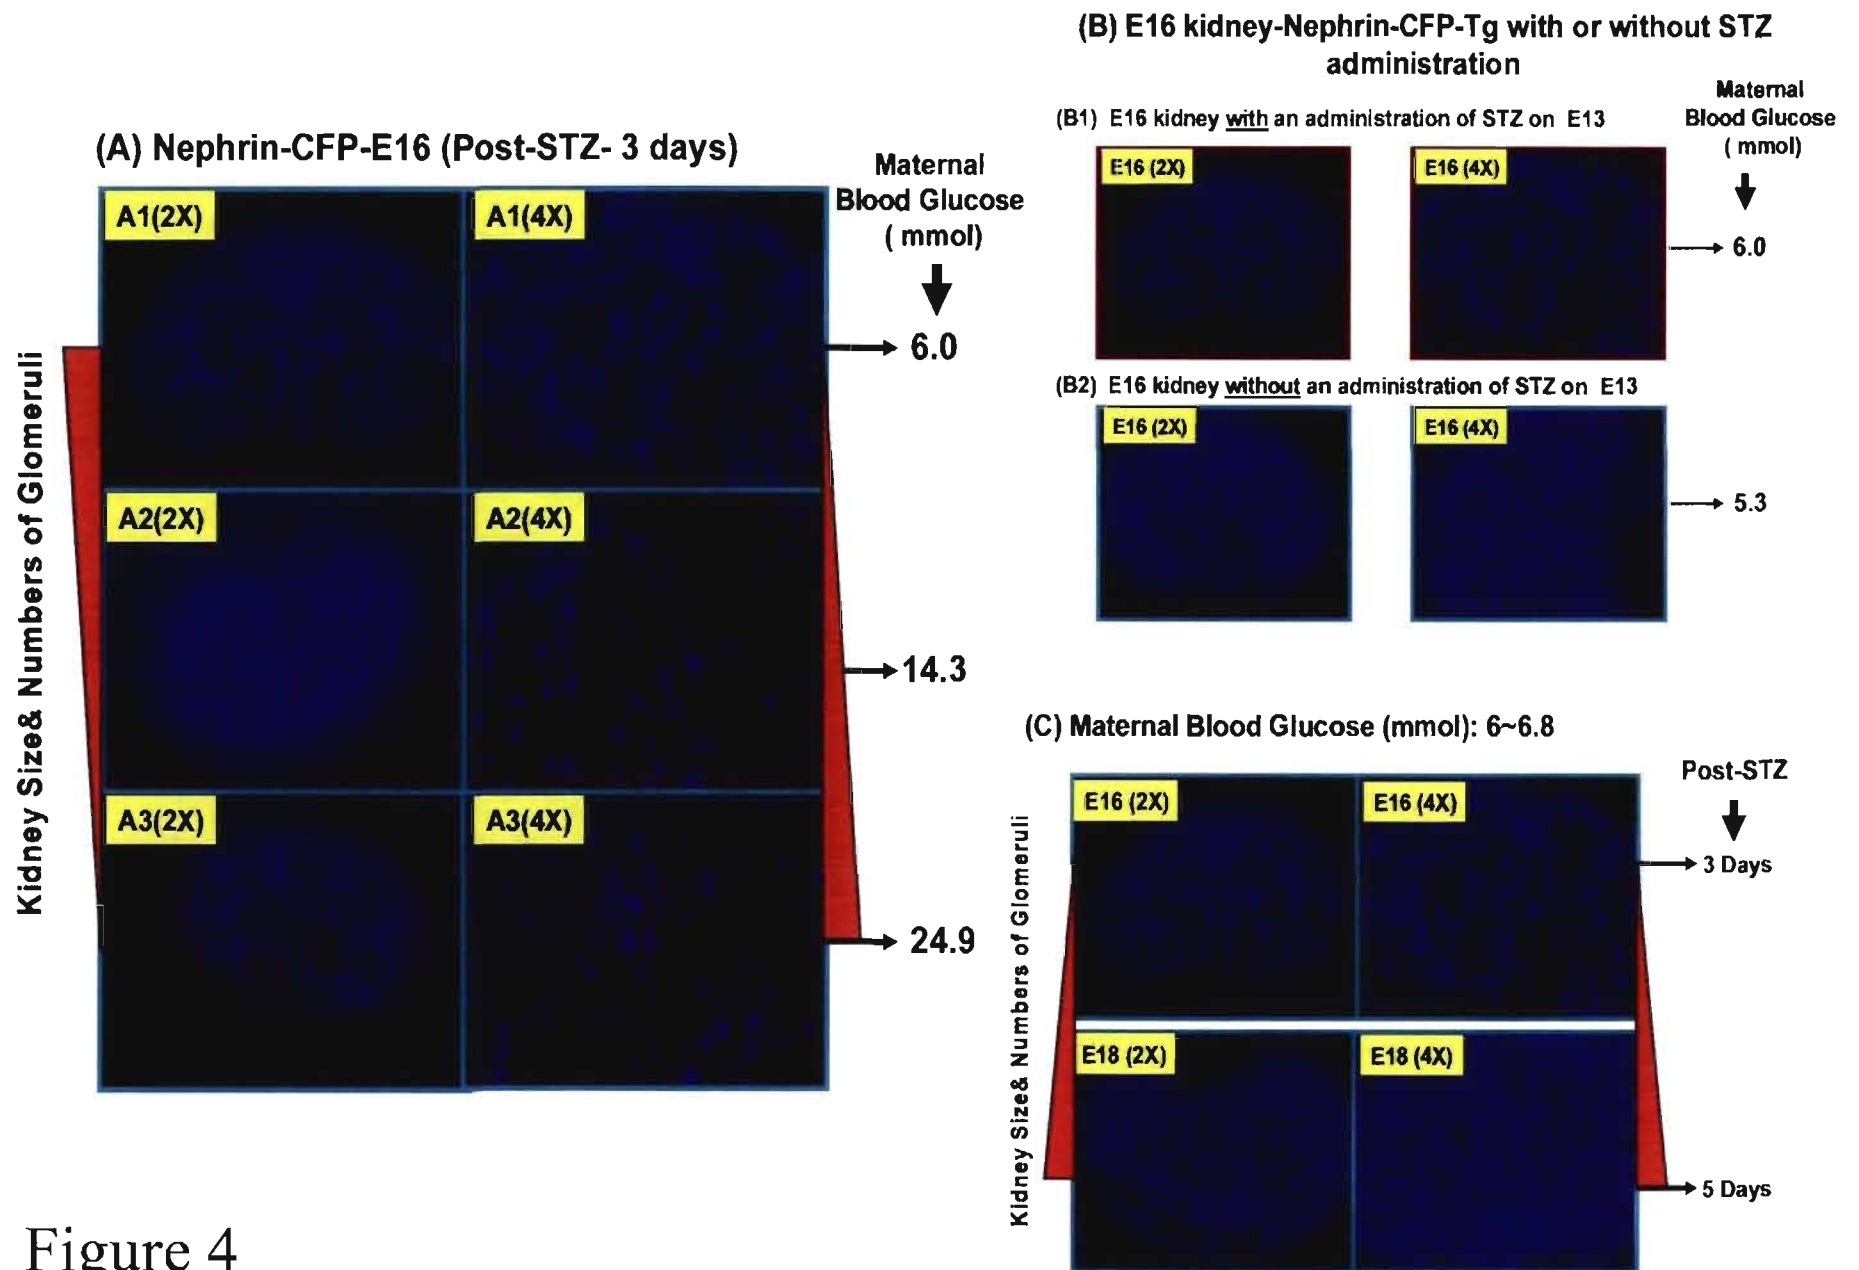 (A) Nephrin-CFP-E16 (Post-STZ- 3 days)
Maternal
Blood Glucose
( mmol)
Kidney Size& Numbers of Glomeruli
A1(2X)
A1(4X)
6.0
A2(2X)
A2(4X)
14.3
A3(2X)
A3(4X)
24.9
(B) E16 kidney-Nephrin-CFP-Tg with or without STZ
administration
Maternal
Blood Glucose
( mmol)
(B1) E16 kidney with an administration of STZ on E13
E16 (2X)
E16 (4X)
6.0
(B2) E16 kidney without an administration of STZ on E13
E16 (2X)
E16 (4X)
5.3
(C) Maternal Blood Glucose (mmol): 6~6.8
Post-STZ
Kidney Size& Numbers of Glomeruli
E16 (2X)
E16 (4X)
3 Days
E18 (2X)
E18 (4X)
5 Days
Figure 4